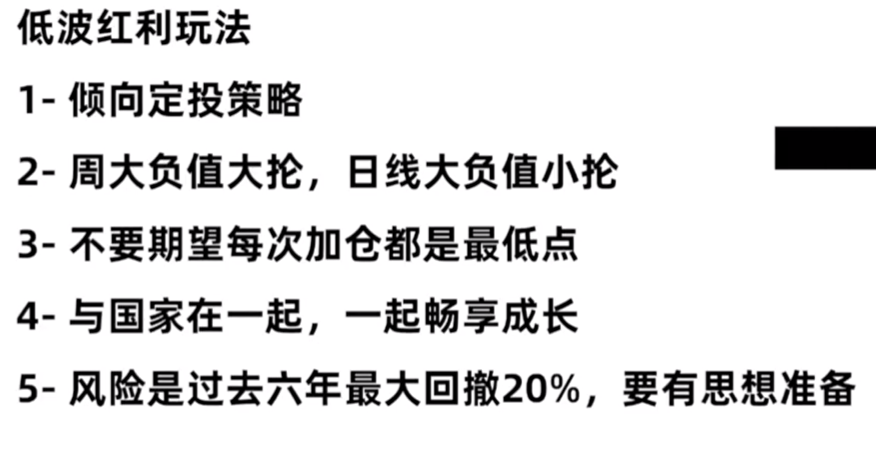 低波红利玩法
1- 倾向定投策略
2- 周大负值大抡，日线大负值小抡
3- 不要期望每次加仓都是最低点
4- 与国家在一起，一起畅享成长
5- 风险是过去六年最大回撤20%，要有思想准备